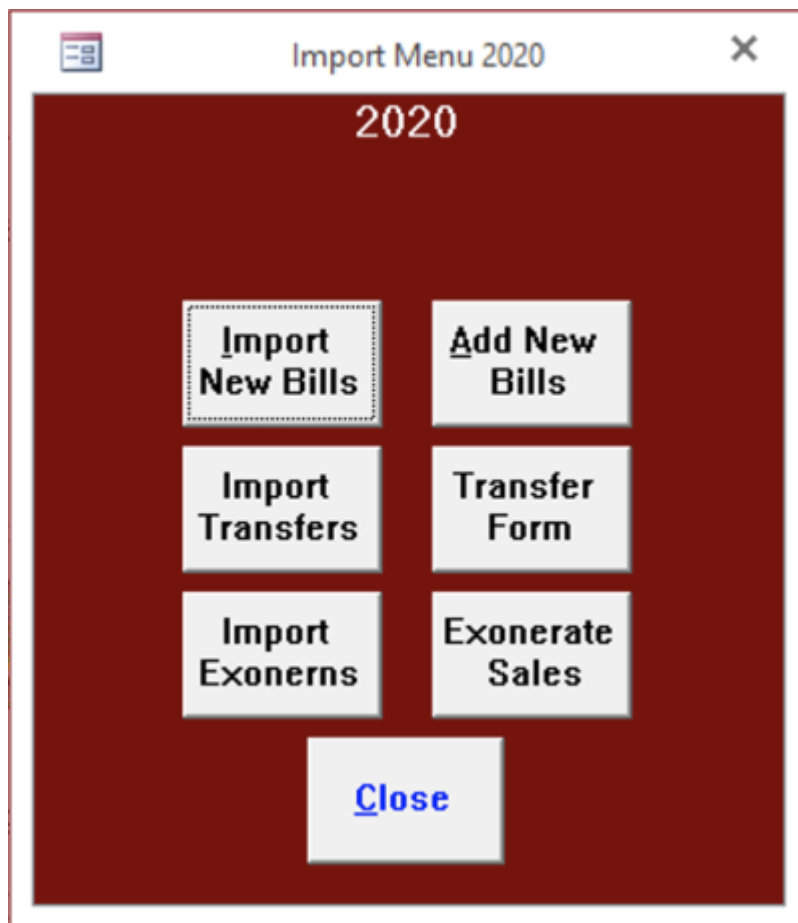 Import Menu 2020
2020
Import
New Bills
Add New
Bills
Import
Transfers
Transfer
Form
Import
Exonerns
Exonerate
Sales
Close